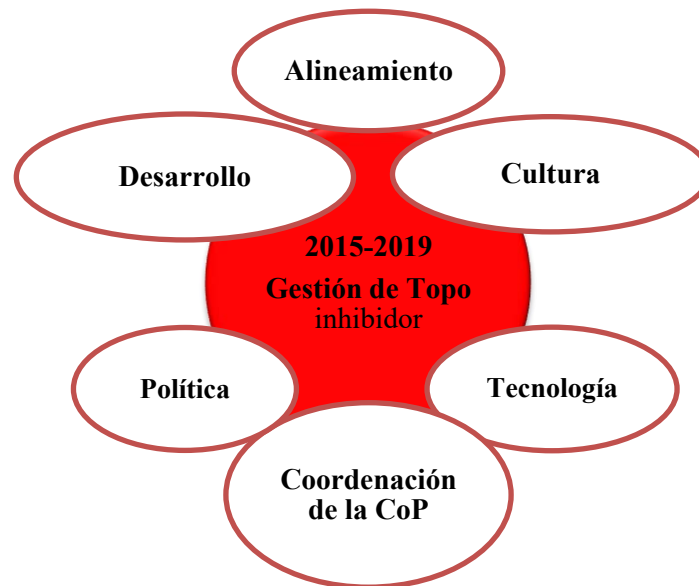 Alineamiento
Desarrollo
Cultura
2015-2019
Gestión de Topo
inhibidor
Política
Tecnología
Coordenación
de la CoP